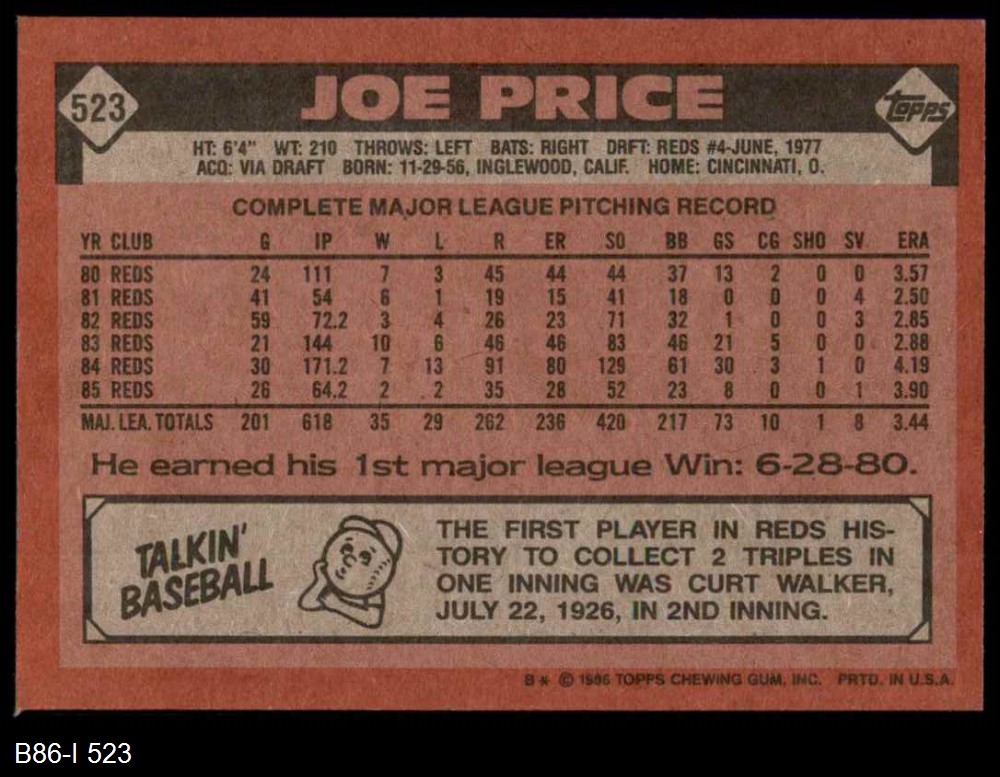 523
JOE PRICE
TOPPS
HT: 6'4" WT: 210 THROWS: LEFT BATS: RIGHT DRFT: REDS #4-JUNE, 1977
ACQ: VIA DRAFT BORN: 11-29-56, INGLEWOOD, CALIF. HOME: CINCINNATI, O.
COMPLETE MAJOR LEAGUE PITCHING RECORD
YR CLUB G IP W L R ER SO BB GS CG SHO SV ERA
80 REDS 24 111 7 3 45 44 44 37 13 2 0 0 3.57
81 REDS 41 54 6 1 19 15 41 18 0 0 0 4 2.50
82 REDS 59 72.2 3 4 26 23 71 32 1 0 0 3 2.85
83 REDS 21 144 10 6 46 46 83 46 21 5 0 0 2.88
84 REDS 30 171.2 7 13 91 80 129 61 30 3 1 0 4.19
85 REDS 26 64.2 2 2 35 28 52 23 8 0 0 1 3.90
MAJ. LEA. TOTALS 201 618 35 29 262 236 420 217 73 10 1 8 3.44
He earned his 1st major league Win: 6-28-80.
TALKIN'
BASEBALL
THE FIRST PLAYER IN REDS HIS-
TORY TO COLLECT 2 TRIPLES IN
ONE INNING WAS CURT WALKER,
JULY 22, 1926, IN 2ND INNING.
B * © 1986 TOPPS CHEWING GUM, INC. PRTD. IN U.S.A.
B86-I 523